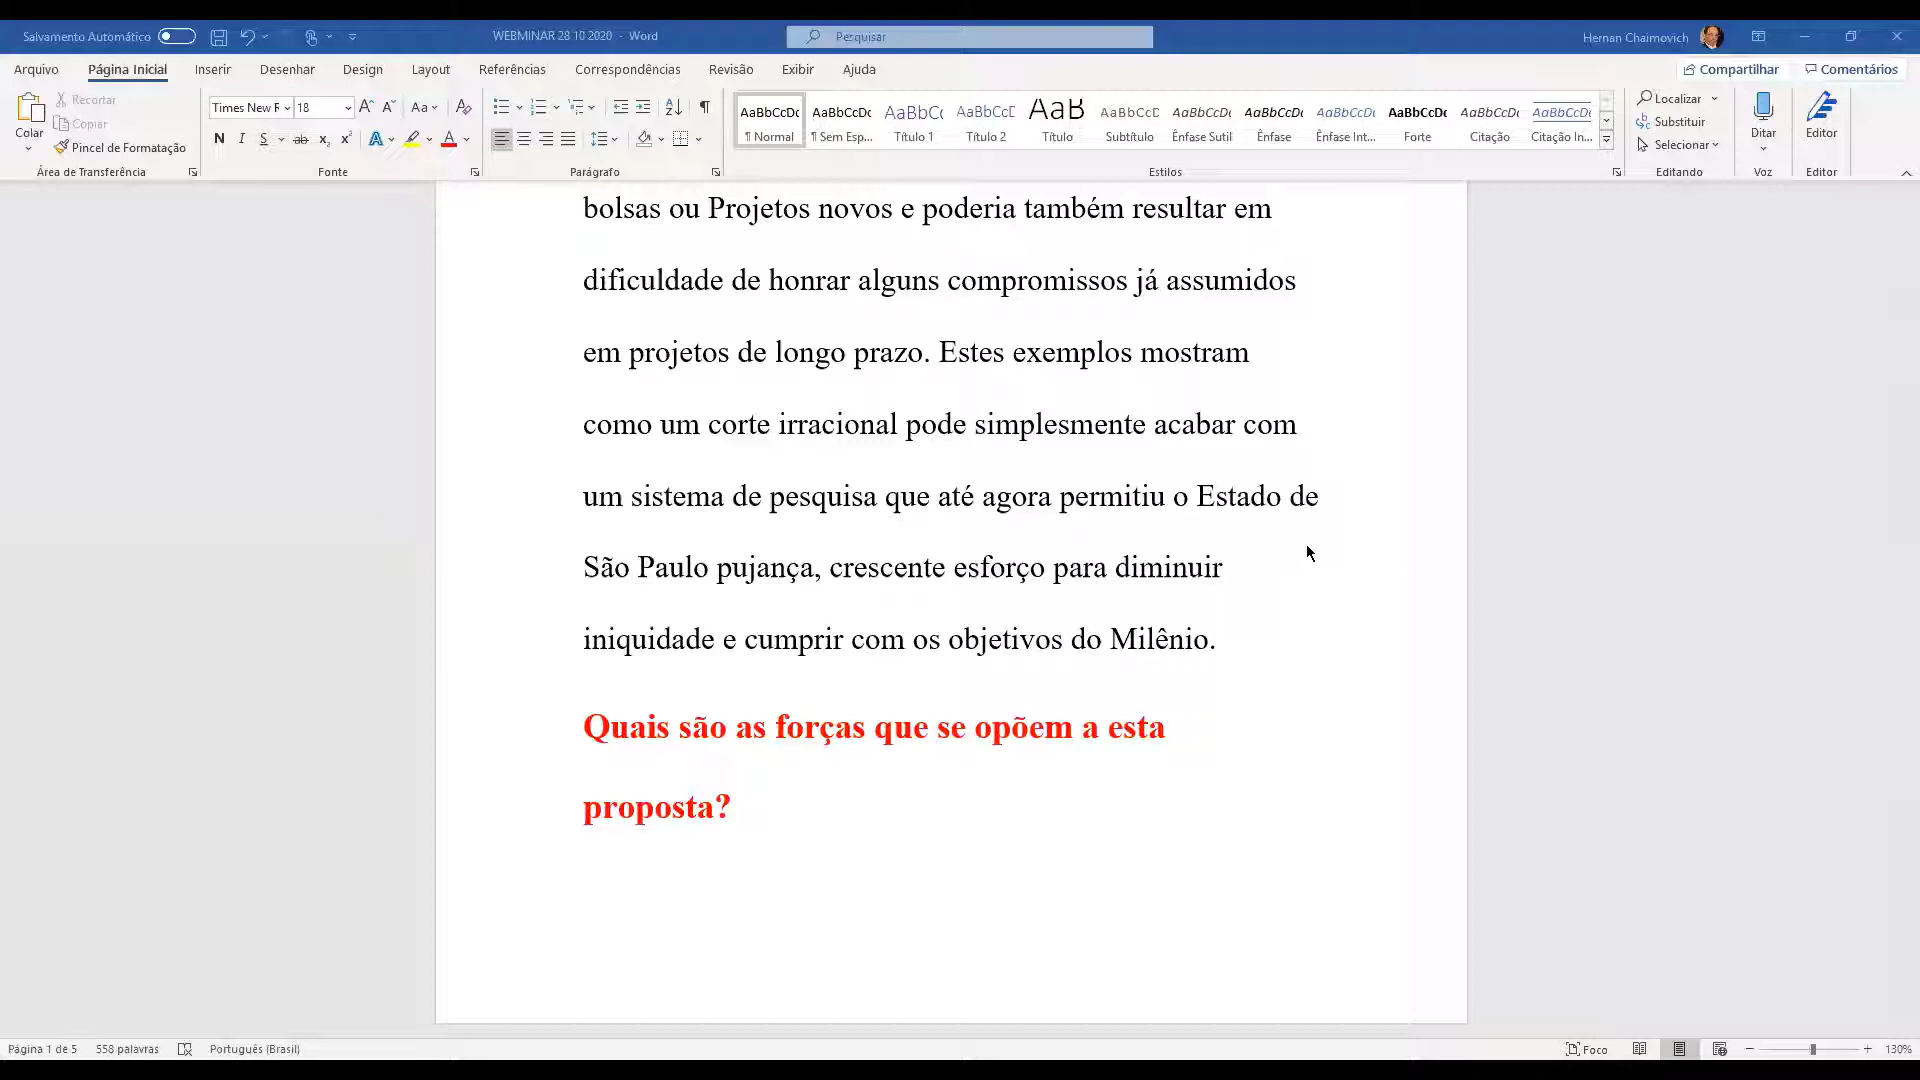 Salvamento Automático
WEBMINAR 28 10 2020 - Word
Pesquisar
Hernan Chaimovich
Arquivo Página Inicial Inserir Desenhar Design Layout Referências Correspondências Revisão Exibir Ajuda
Compartilhar Comentários
Colar
Recortar
Copiar
Pincel de Formatação
Área de Transferência
Times New F 18
Aa
N I S ab x₂ x² A A
Fonte
Parágrafo
AaBbCcDc AaBbCcDc AaBbC( AaBbCcD AaB AaBbCcD AaBbCcDc AaBbCcDc AaBbCcDc AaBbCcDc AaBbCcDc AaBbCcDc
¶ Normal ¶ Sem Esp... Título 1 Título 2 Título Subtítulo Ênfase Sutil Ênfase Ênfase Int... Forte Citação Citação In...
Estilos
Localizar
Substituir
Selecionar
Editando
Ditar
Voz
Editor
Editor
bolsas ou Projetos novos e poderia também resultar em
dificuldade de honrar alguns compromissos já assumidos
em projetos de longo prazo. Estes exemplos mostram
como um corte irracional pode simplesmente acabar com
um sistema de pesquisa que até agora permitiu o Estado de
São Paulo pujança, crescente esforço para diminuir
iniquidade e cumprir com os objetivos do Milênio.
Quais são as forças que se opõem a esta
proposta?
Página 1 de 5 558 palavras Português (Brasil)
Foco
130%